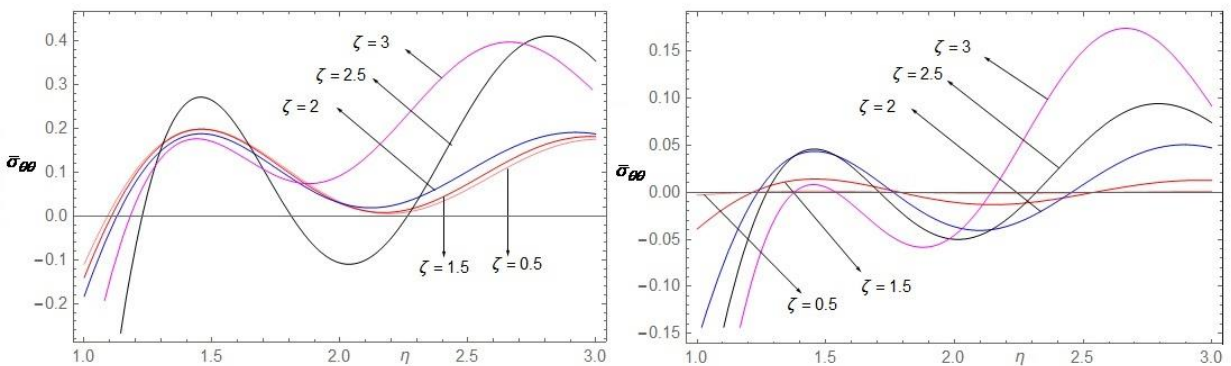 0.4
0.3
0.2
0.1
0.0
−0.1
−0.2
σ̄θθ
ζ = 3
ζ = 2.5
ζ = 2
ζ = 1.5
ζ = 0.5
1.0 1.5 2.0 η 2.5 3.0
0.15
0.10
0.05
0.00
−0.05
−0.10
−0.15
σ̄θθ
ζ = 3
ζ = 2.5
ζ = 2
ζ = 1.5
ζ = 0.5
1.0 1.5 2.0 η 2.5 3.0